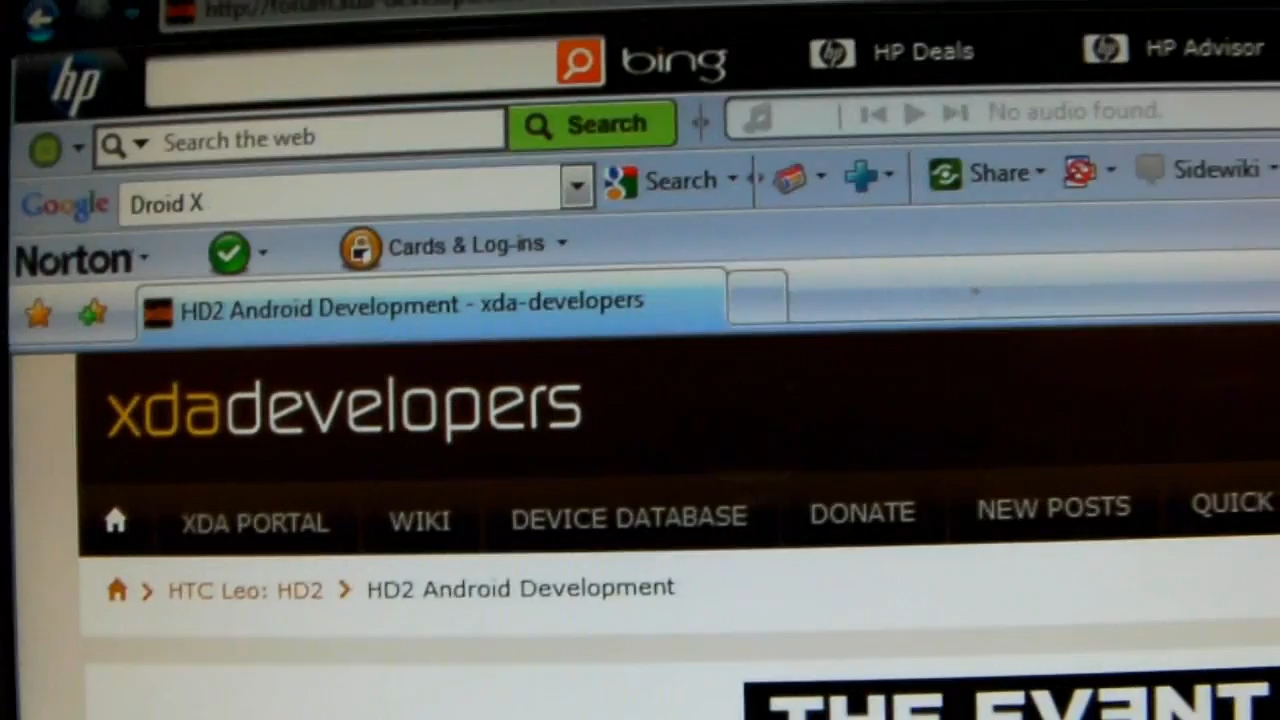 hp bing HP Deals HP Advisor
Search the web Search No audio found.
Google Droid X Search Share Sidewiki
Norton Cards & Log-ins
HD2 Android Development - xda-developers
xdadevelopers
XDA PORTAL WIKI DEVICE DATABASE DONATE NEW POSTS QUICK
HTC Leo: HD2 HD2 Android Development
THE EVENT